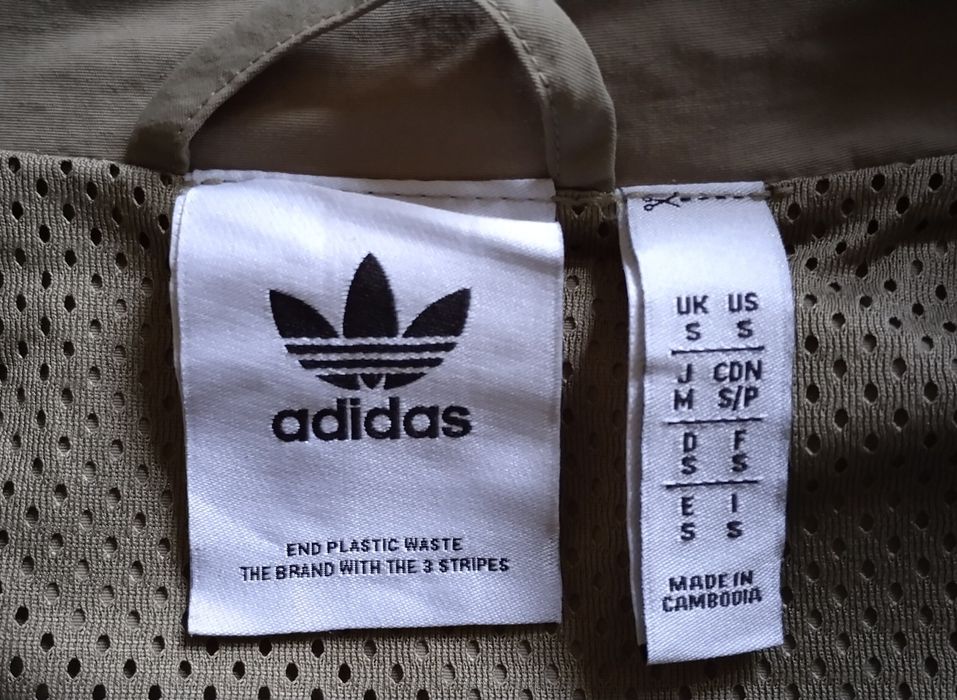 adidas
END PLASTIC WASTE
THE BRAND WITH THE 3 STRIPES
UK US
S S
J CDN
M S/P
D F
S S
E I
S S
MADE IN
CAMBODIA